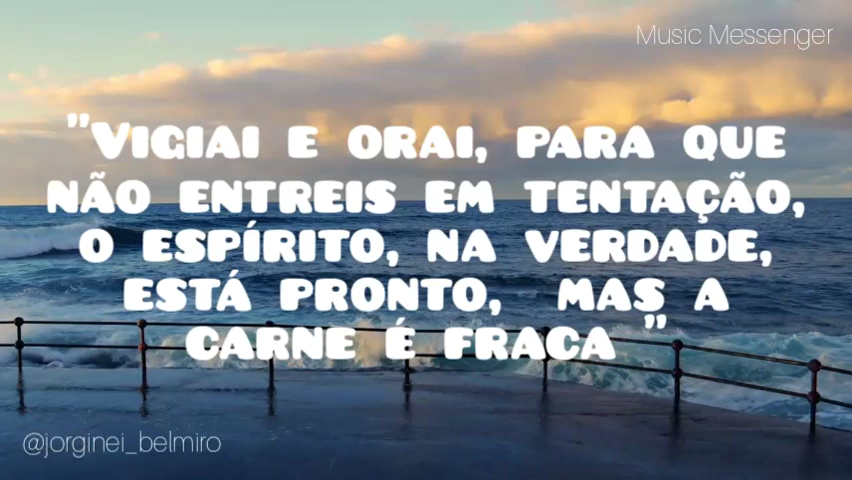 Music Messenger
"Vigiai e orai, para que
não entreis em tentação,
o espírito, na verdade,
está pronto, mas a
carne é fraca "
@jorginei_belmiro